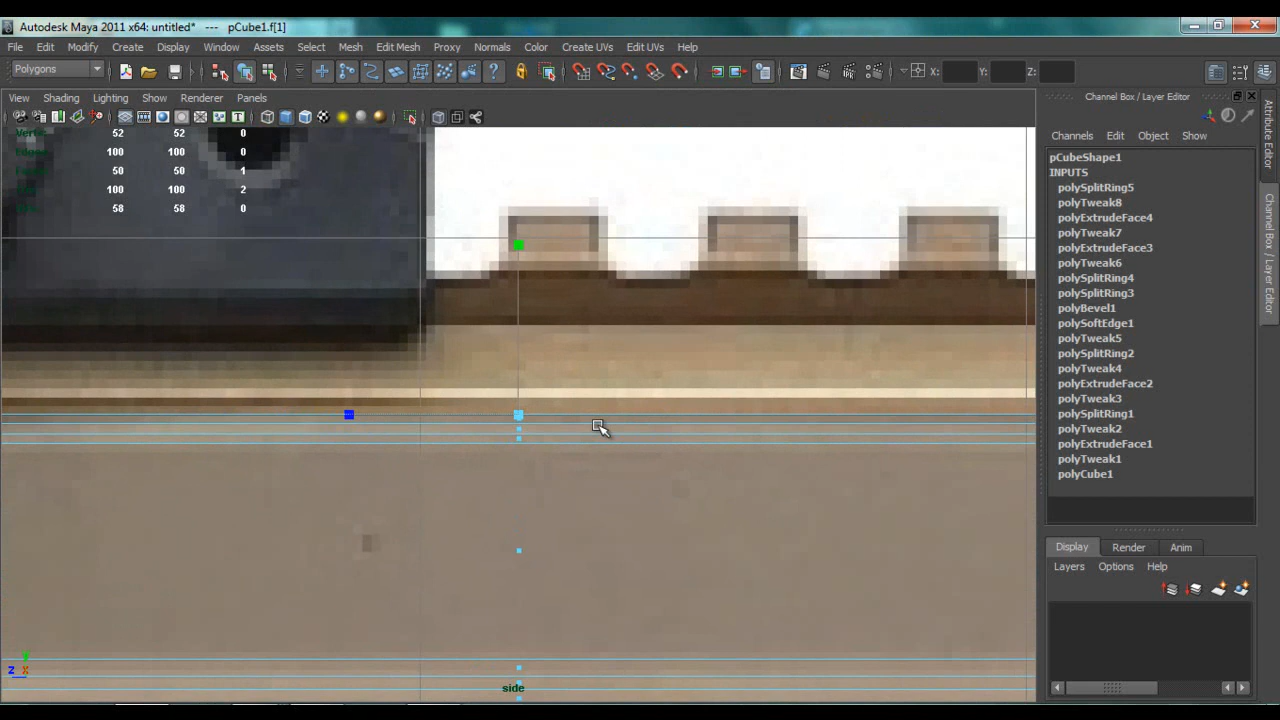 Autodesk Maya 2011 x64: untitled* --- pCube1.f[1]
File Edit Modify Create Display Window Assets Select Mesh Edit Mesh Proxy Normals Color Create UVs Edit UVs Help
Polygons X: Y: Z:
View Shading Lighting Show Renderer Panels
Channel Box / Layer Editor
Channels Edit Object Show
52 52 0
100 100 0
50 50 1
100 100 2
58 58 0
pCubeShape1
INPUTS
polySplitRing5
polyTweak8
polyExtrudeFace4
polyTweak7
polyExtrudeFace3
polyTweak6
polySplitRing4
polySplitRing3
polyBevel1
polySoftEdge1
polyTweak5
polySplitRing2
polyTweak4
polyExtrudeFace2
polyTweak3
polySplitRing1
polyTweak2
polyExtrudeFace1
polyTweak1
polyCube1
Display Render Anim
Layers Options Help
Attribute Editor
Channel Box / Layer Editor
Y
Z X
side